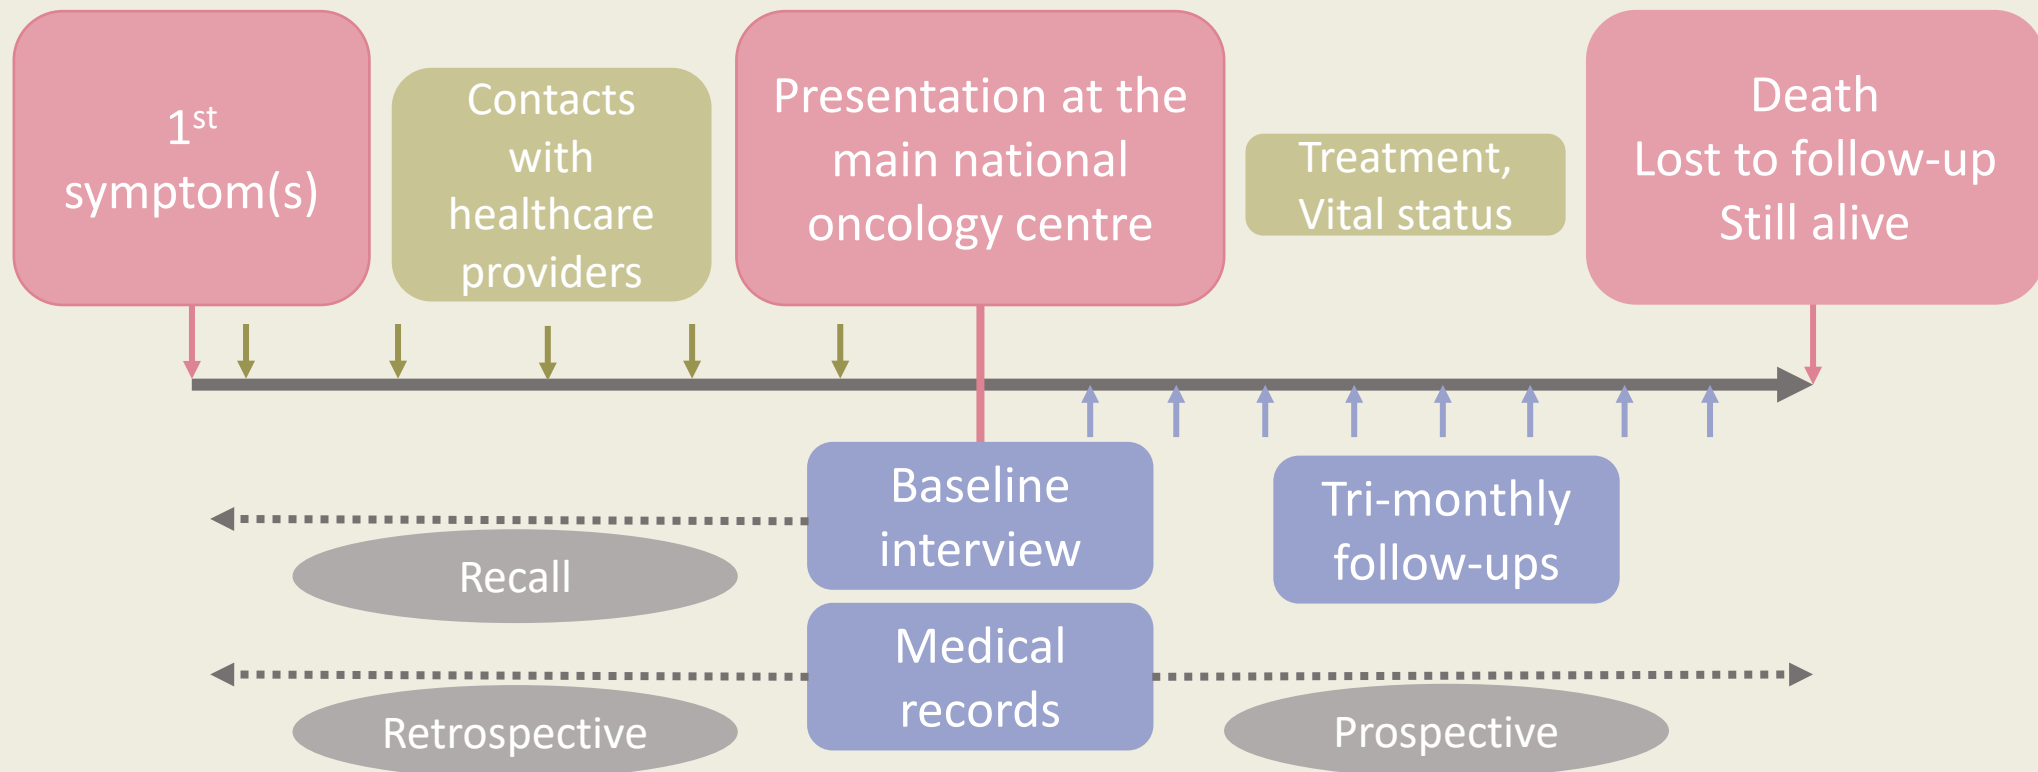 1st
symptom(s)
Contacts
with
healthcare
providers
Presentation at the
main national
oncology centre
Treatment,
Vital status
Death
Lost to follow-up
Still alive
Baseline
interview
Tri-monthly
follow-ups
Recall
Medical
records
Retrospective
Prospective